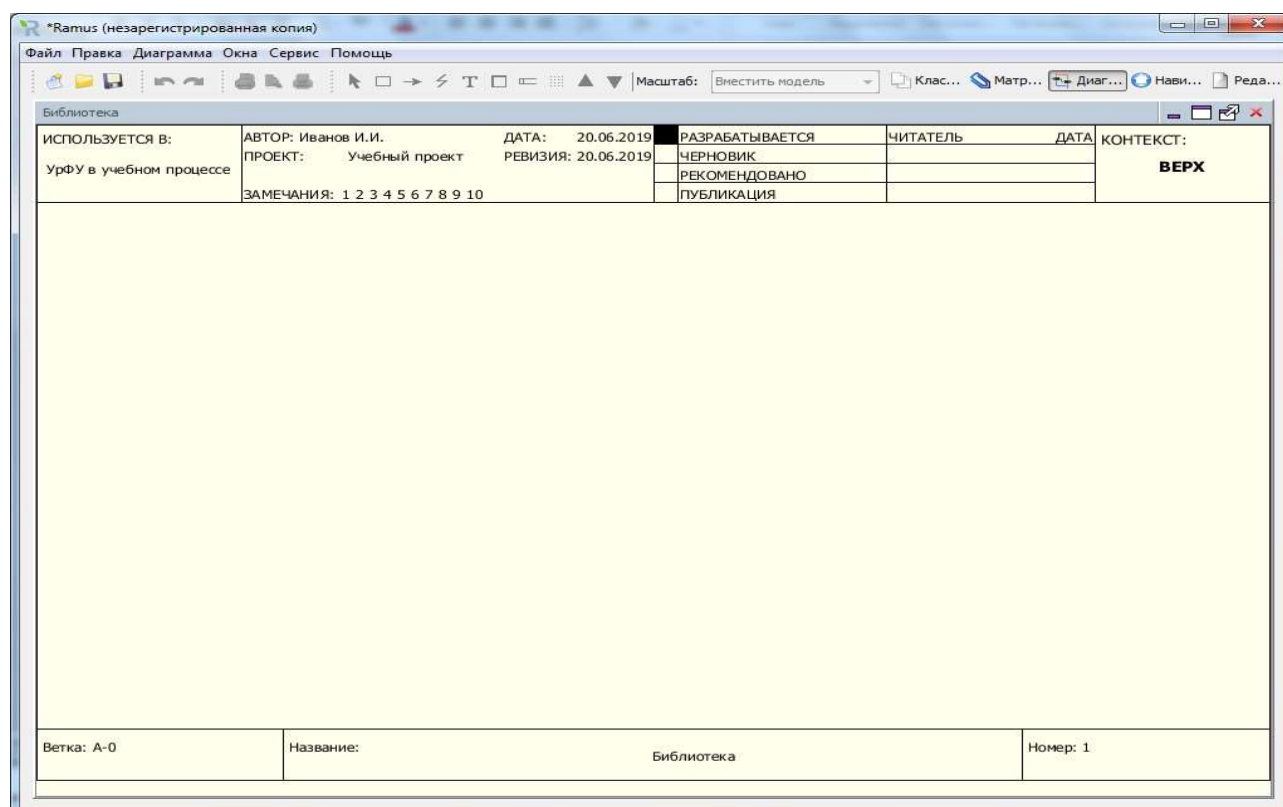 *Ramus (незарегистрированная копия)
Файл Правка Диаграмма Окна Сервис Помощь
Масштаб: Вместить модель Клас... Матр... Диаг... Нави... Реда...
Библиотека
ИСПОЛЬЗУЕТСЯ В: АВТОР: Иванов И.И. ДАТА: 20.06.2019 РАЗРАБАТЫВАЕТСЯ ЧИТАТЕЛЬ ДАТА КОНТЕКСТ:
УрФУ в учебном процессе ПРОЕКТ: Учебный проект РЕВИЗИЯ: 20.06.2019 ЧЕРНОВИК ВЕРХ
РЕКОМЕНДОВАНО
ЗАМЕЧАНИЯ: 1 2 3 4 5 6 7 8 9 10 ПУБЛИКАЦИЯ
Ветка: A-0 Название: Библиотека Номер: 1